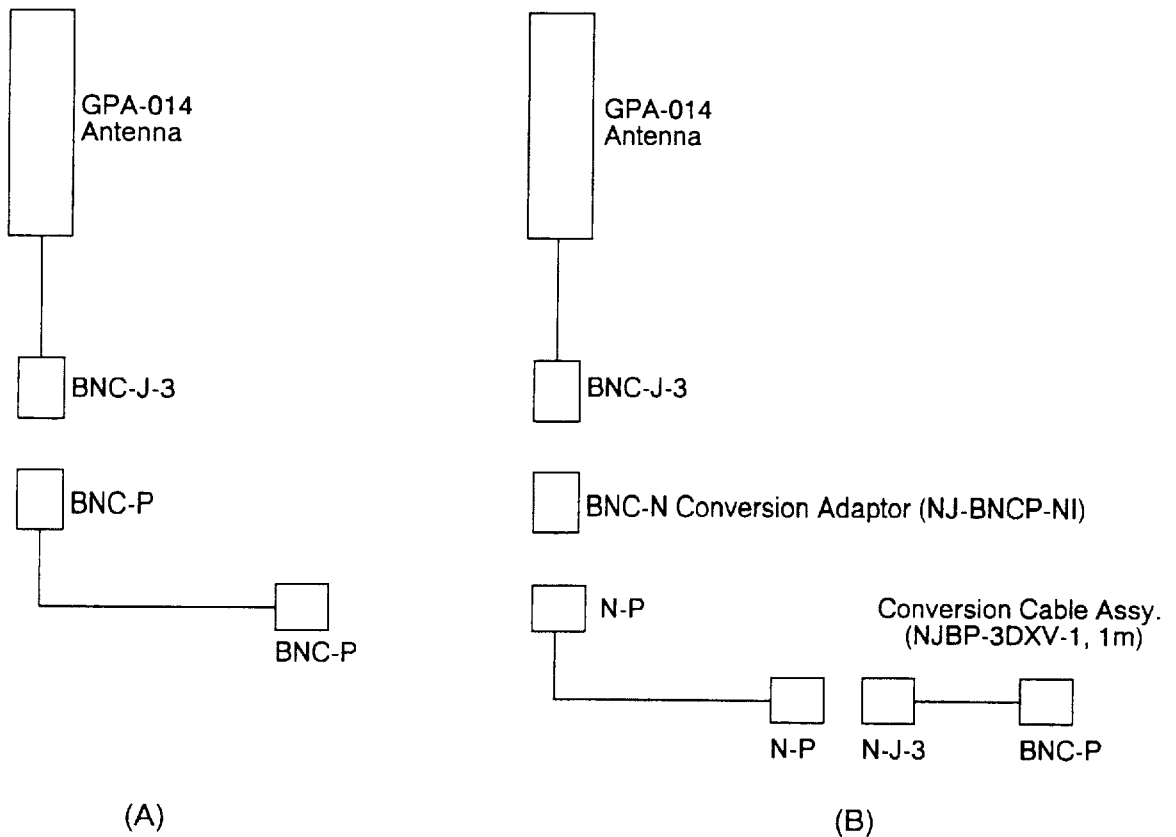 GPA-014
Antenna
BNC-J-3
BNC-P
BNC-P
(A)
GPA-014
Antenna
BNC-J-3
BNC-N Conversion Adaptor (NJ-BNCP-NI)
N-P
Conversion Cable Assy.
(NJBP-3DXV-1, 1m)
N-P
N-J-3
BNC-P
(B)